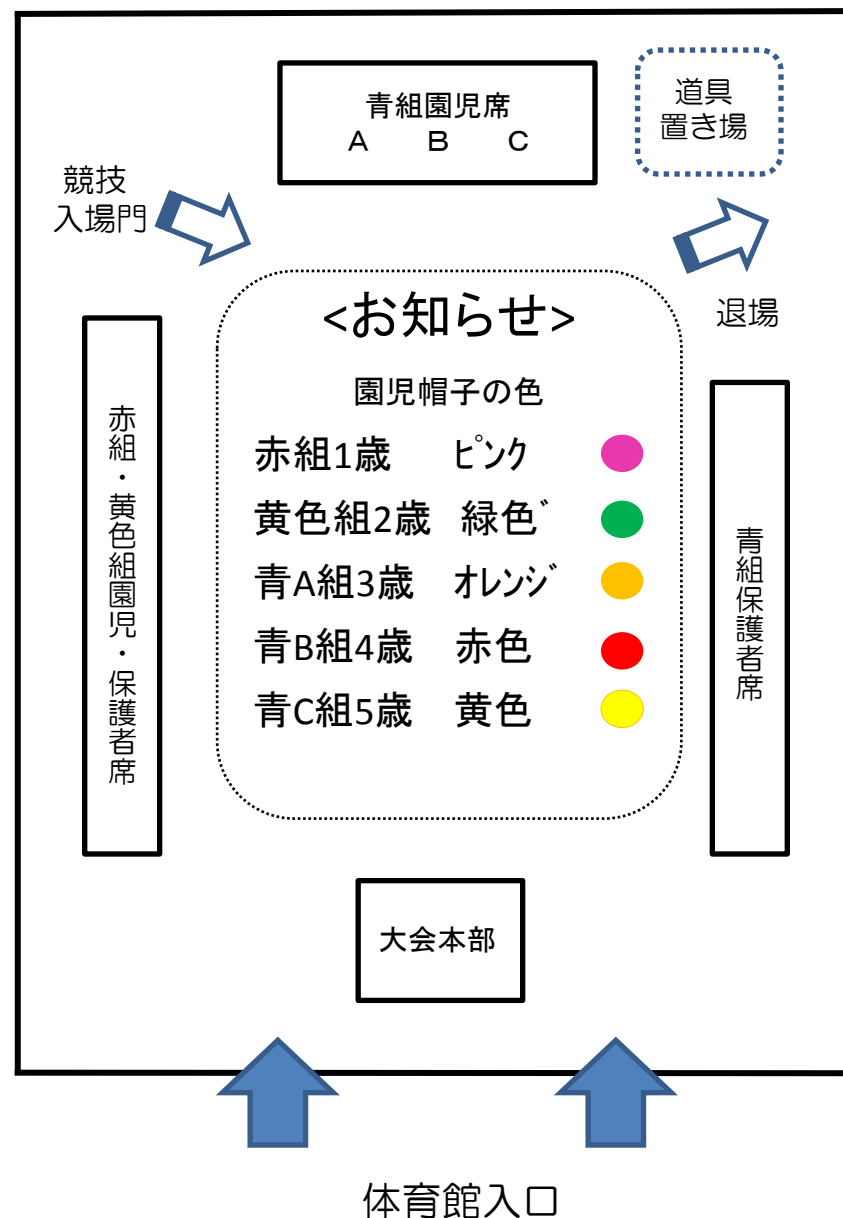 青組園児席
A B C
道具
置き場
競技
入場門
退場
<お知らせ>
園児帽子の色
赤組1歳 ﾋﾟﾝｸ
黄色組2歳 緑色ﾞ
青A組3歳 ｵﾚﾝｼﾞ
青B組4歳 赤色
青C組5歳 黄色
赤組・黄色組園児・保護者席
青組保護者席
大会本部
体育館入口